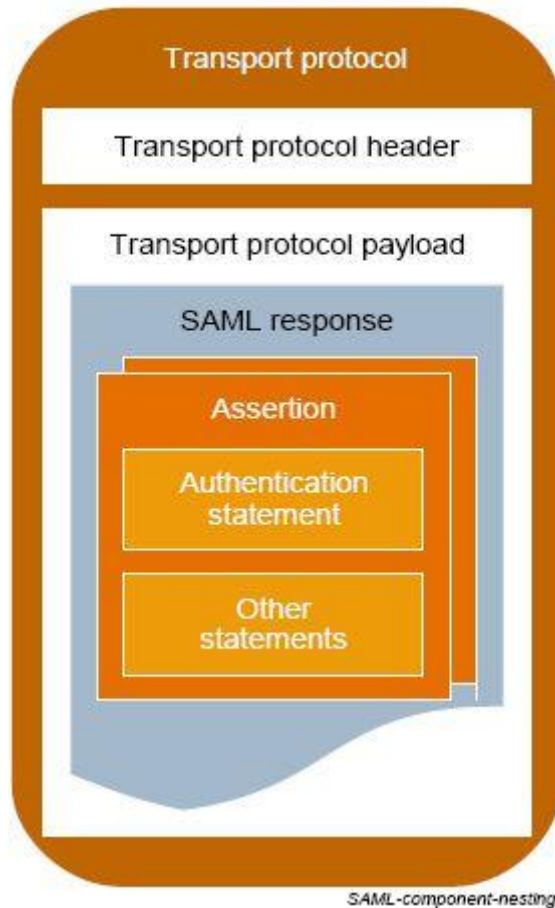 Transport protocol
Transport protocol header
Transport protocol payload
SAML response
Assertion
Authentication
statement
Other
statements
SAML-component-nesting